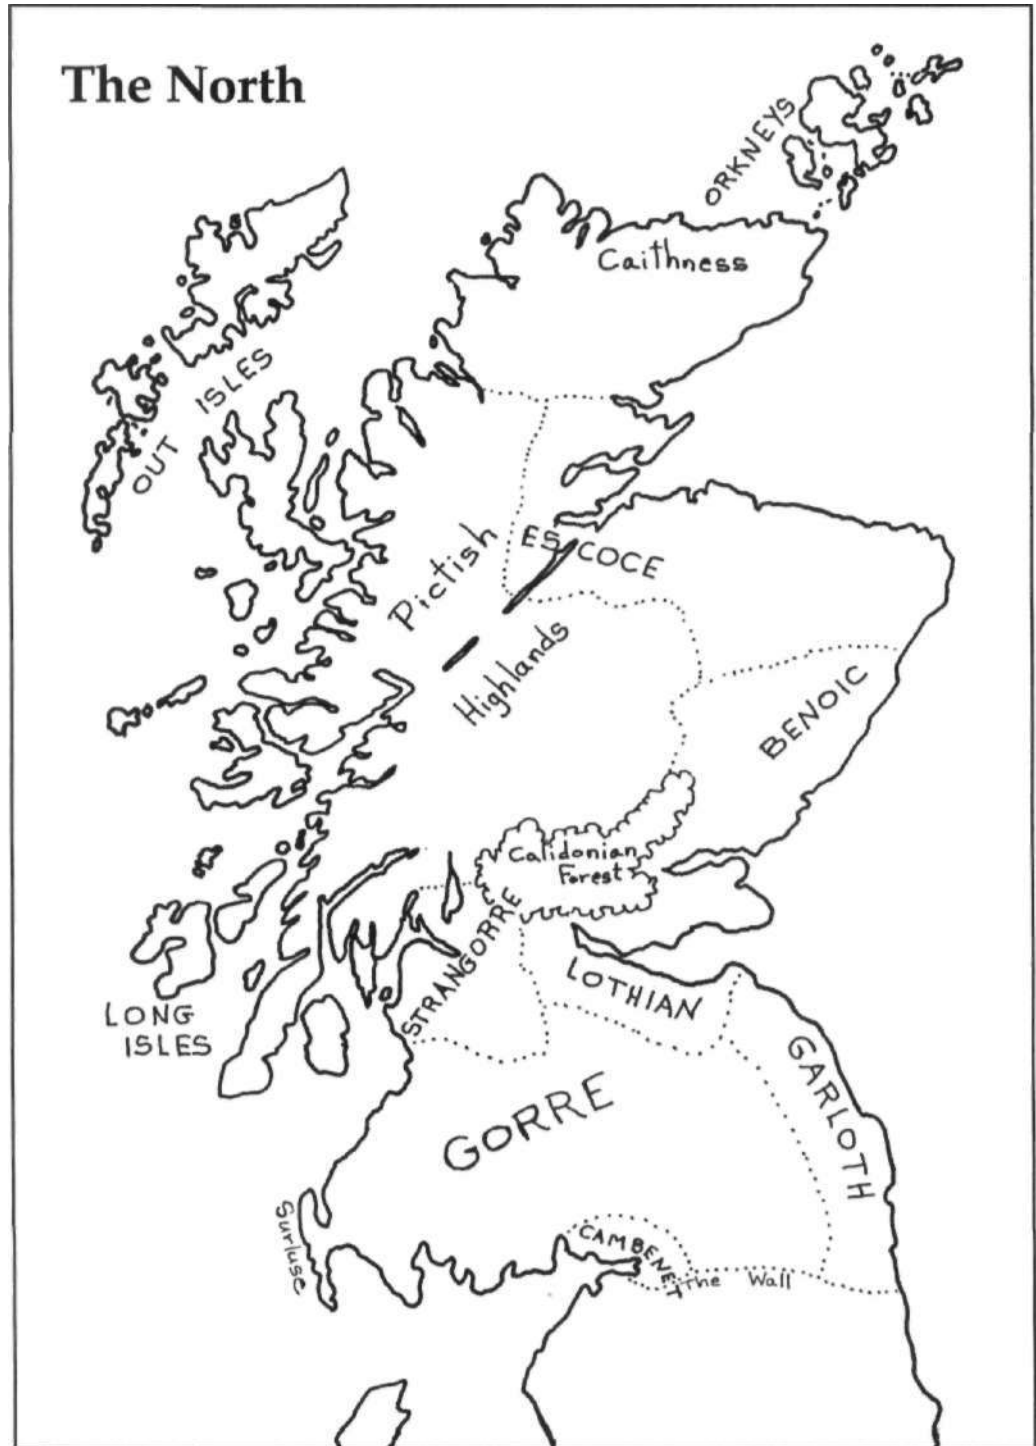 The North
ORKNEYS
Caithness
OUT ISLES
Pictish
Highlands
ESCOCE
BENOIC
Calidonian
Forest
STRANGORRE
LOTHIAN
LONG
ISLES
GARLOTH
GORRE
Surluse
CAMBENET
The Wall